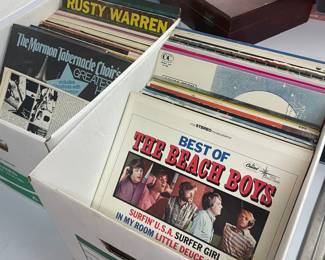 RUSTY WARREN
The Mormon Tabernacle Choir's
GREATEST
STEREO
BEST OF
THE BEACH BOYS
Capitol
SURFIN' U.S.A. SURFER GIRL
IN MY ROOM LITTLE DEUCE